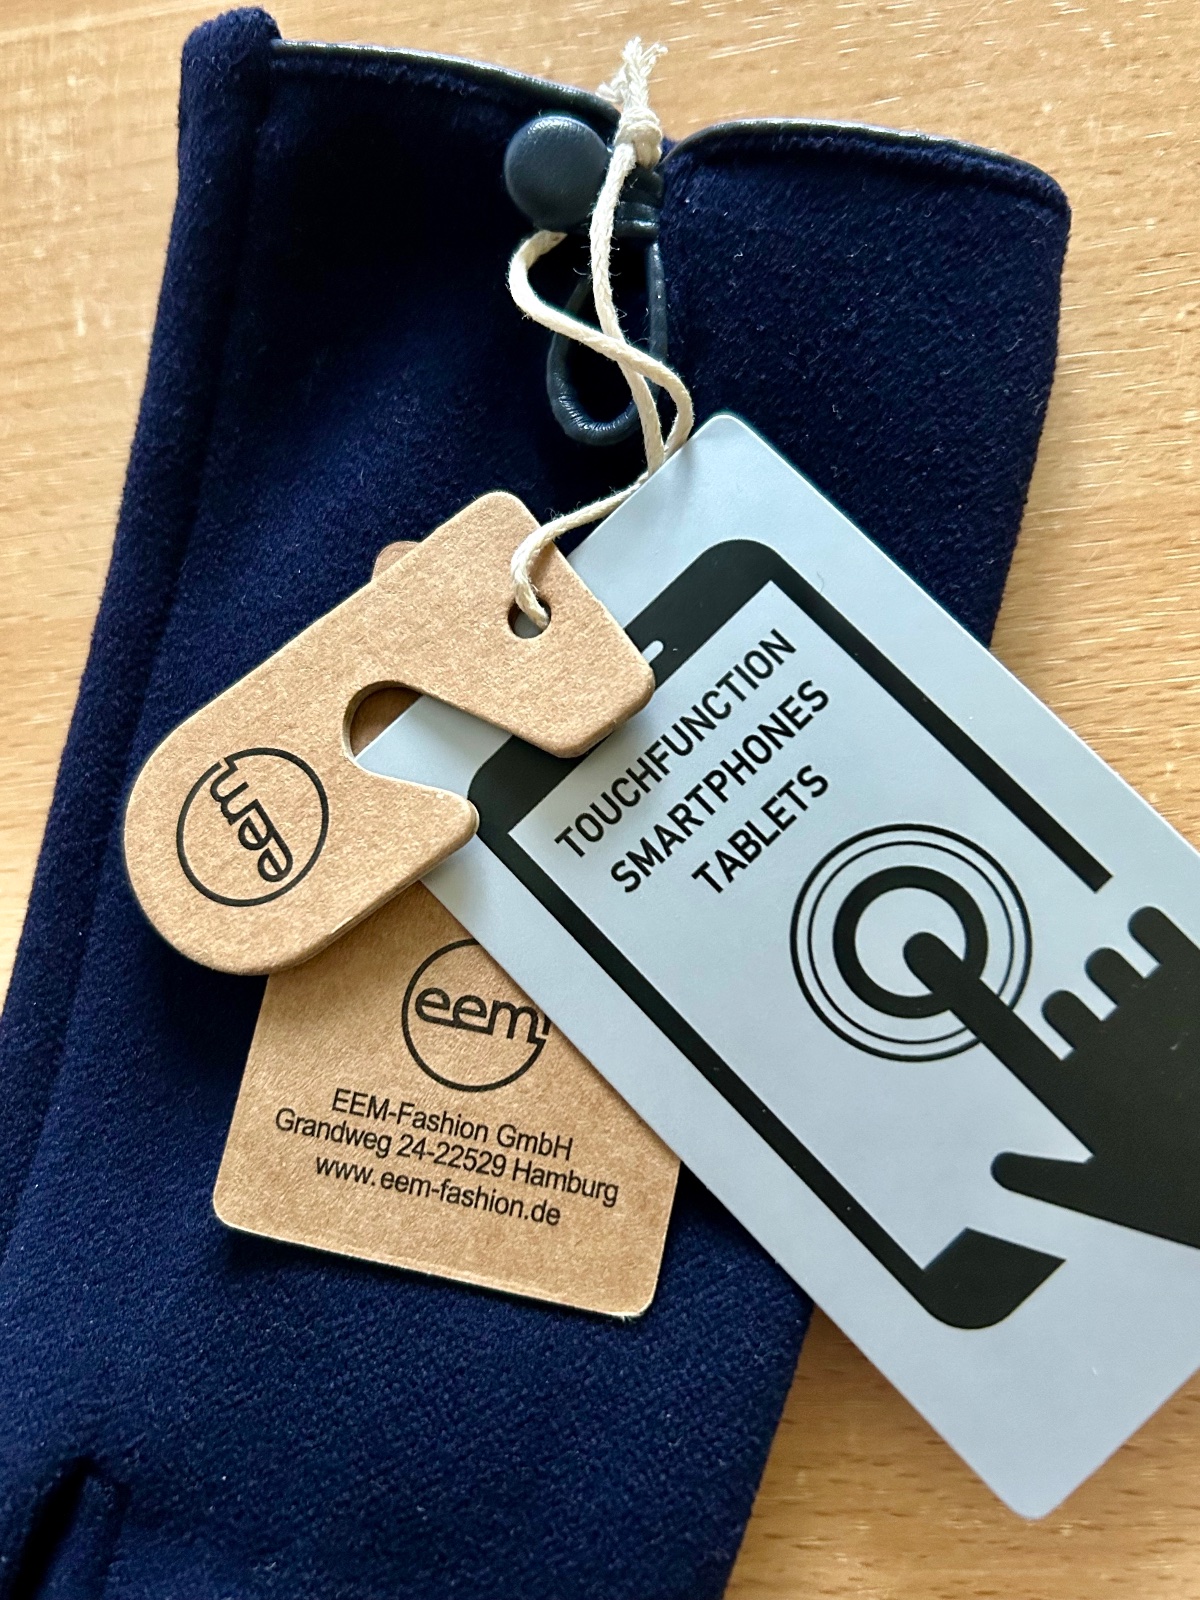 TOUCHFUNCTION
SMARTPHONES
TABLETS
eem
eem
EEM-Fashion GmbH
Grandweg 24-22529 Hamburg
www.eem-fashion.de